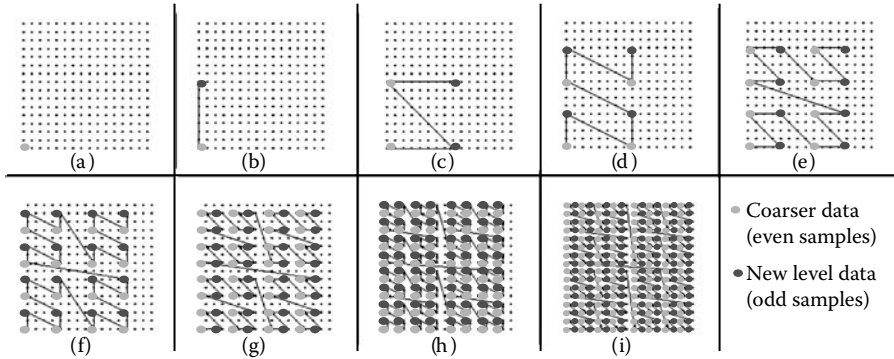 (a)
(b)
(c)
(d)
(e)
(f)
(g)
(h)
(i)
Coarser data
(even samples)
New level data
(odd samples)